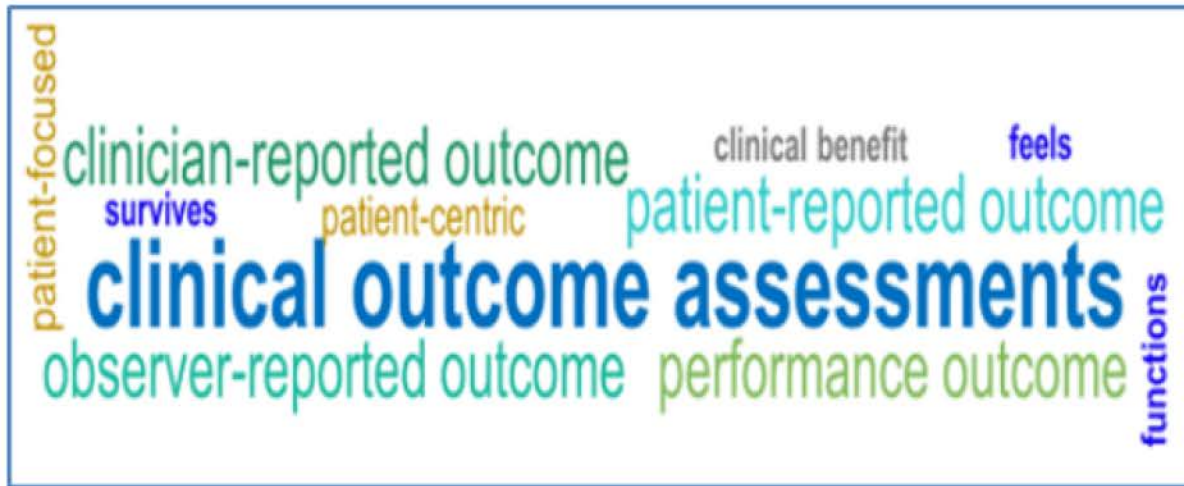 patient-focused
clinician-reported outcome
clinical benefit
feels
survives
patient-centric
patient-reported outcome
clinical outcome assessments
observer-reported outcome
performance outcome
functions